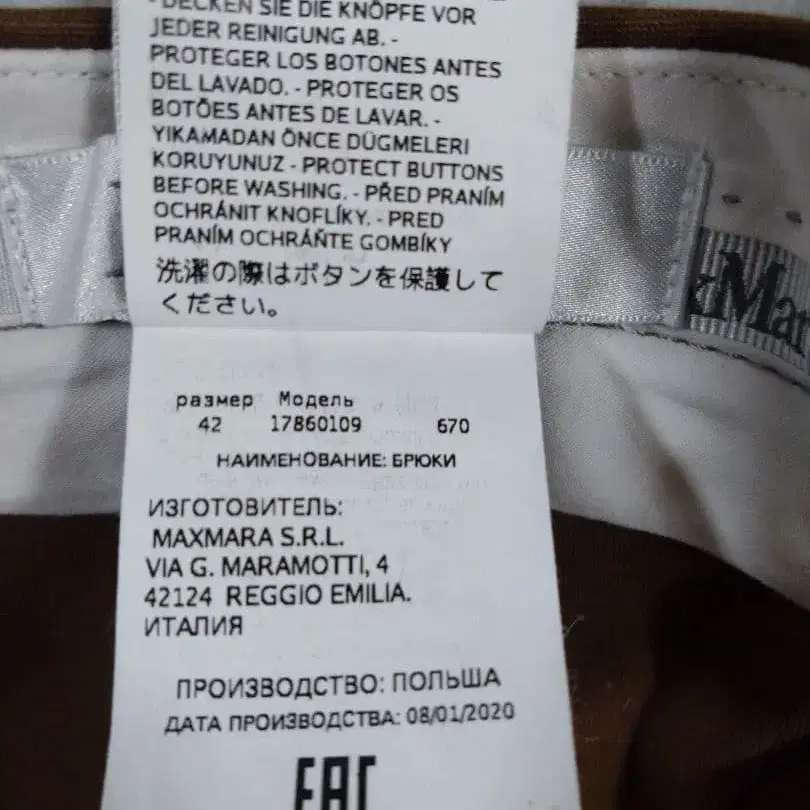 - DECKEN SIE DIE KNÖPFE VOR
JEDER REINIGUNG AB. -
PROTEGER LOS BOTONES ANTES
DEL LAVADO. - PROTEGER OS
BOTÕES ANTES DE LAVAR. -
YIKAMADAN ÖNCE DÜGMELERI
KORUYUNUZ - PROTECT BUTTONS
BEFORE WASHING. - PŘED PRANÍM
OCHRÁNIT KNOFLÍKY. - PRED
PRANÍM OCHRÁŇTE GOMBÍKY
洗濯の際はボタンを保護して
ください。
xMar
размер Модель
42 17860109 670
НАИМЕНОВАНИЕ: БРЮКИ
ИЗГОТОВИТЕЛЬ:
MAXMARA S.R.L.
VIA G. MARAMOTTI, 4
42124 REGGIO EMILIA.
ИТАЛИЯ
ПРОИЗВОДСТВО: ПОЛЬША
ДАТА ПРОИЗВОДСТВА: 08/01/2020
EAC